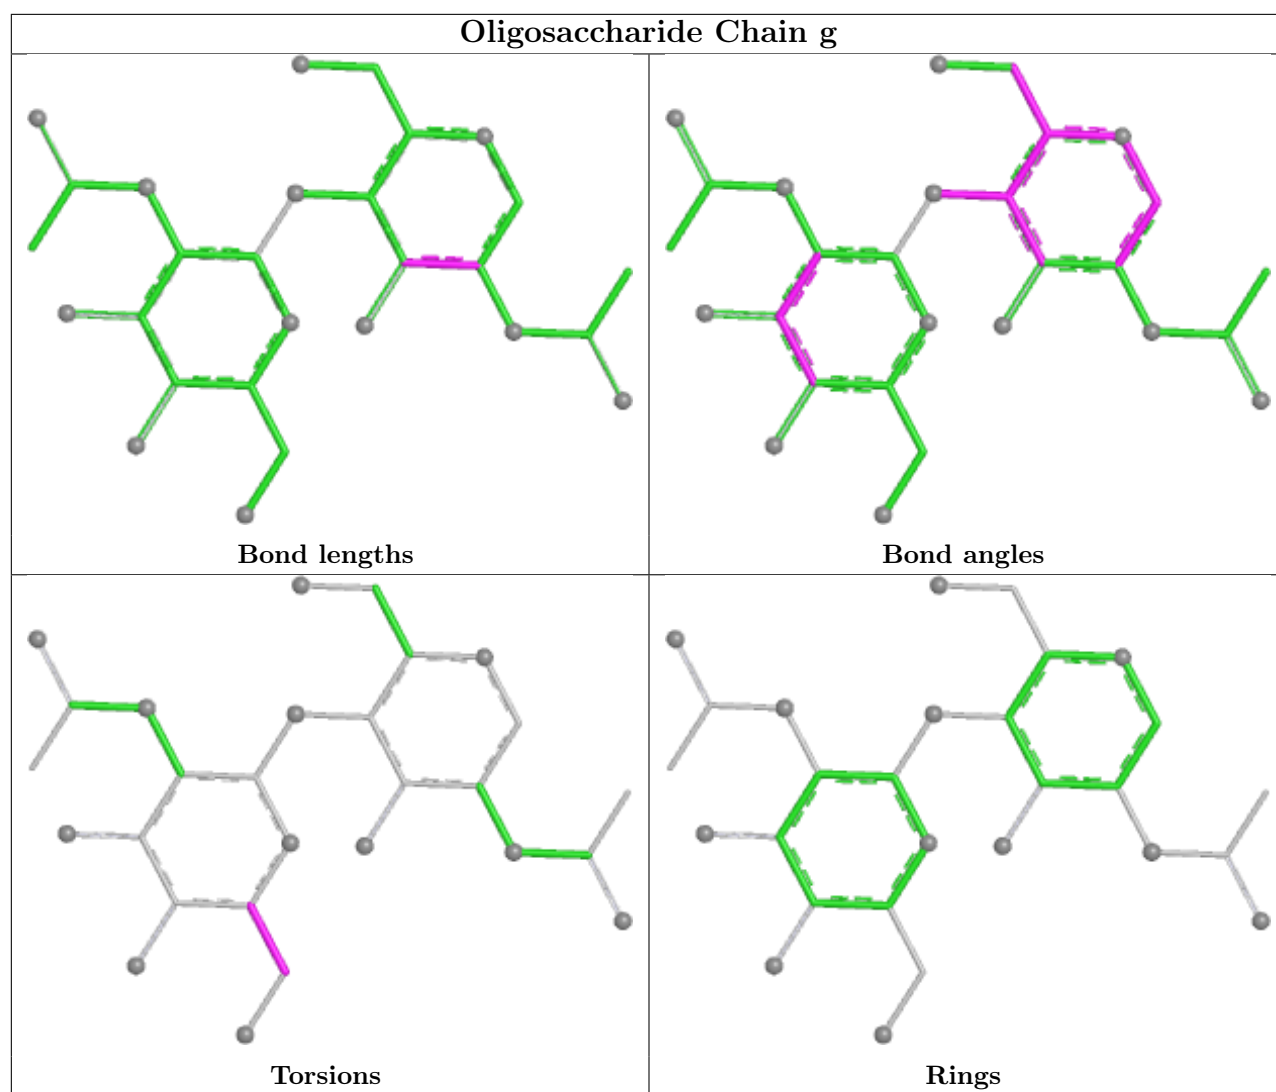 Oligosaccharide Chain g
Bond lengths
Bond angles
Torsions
Rings